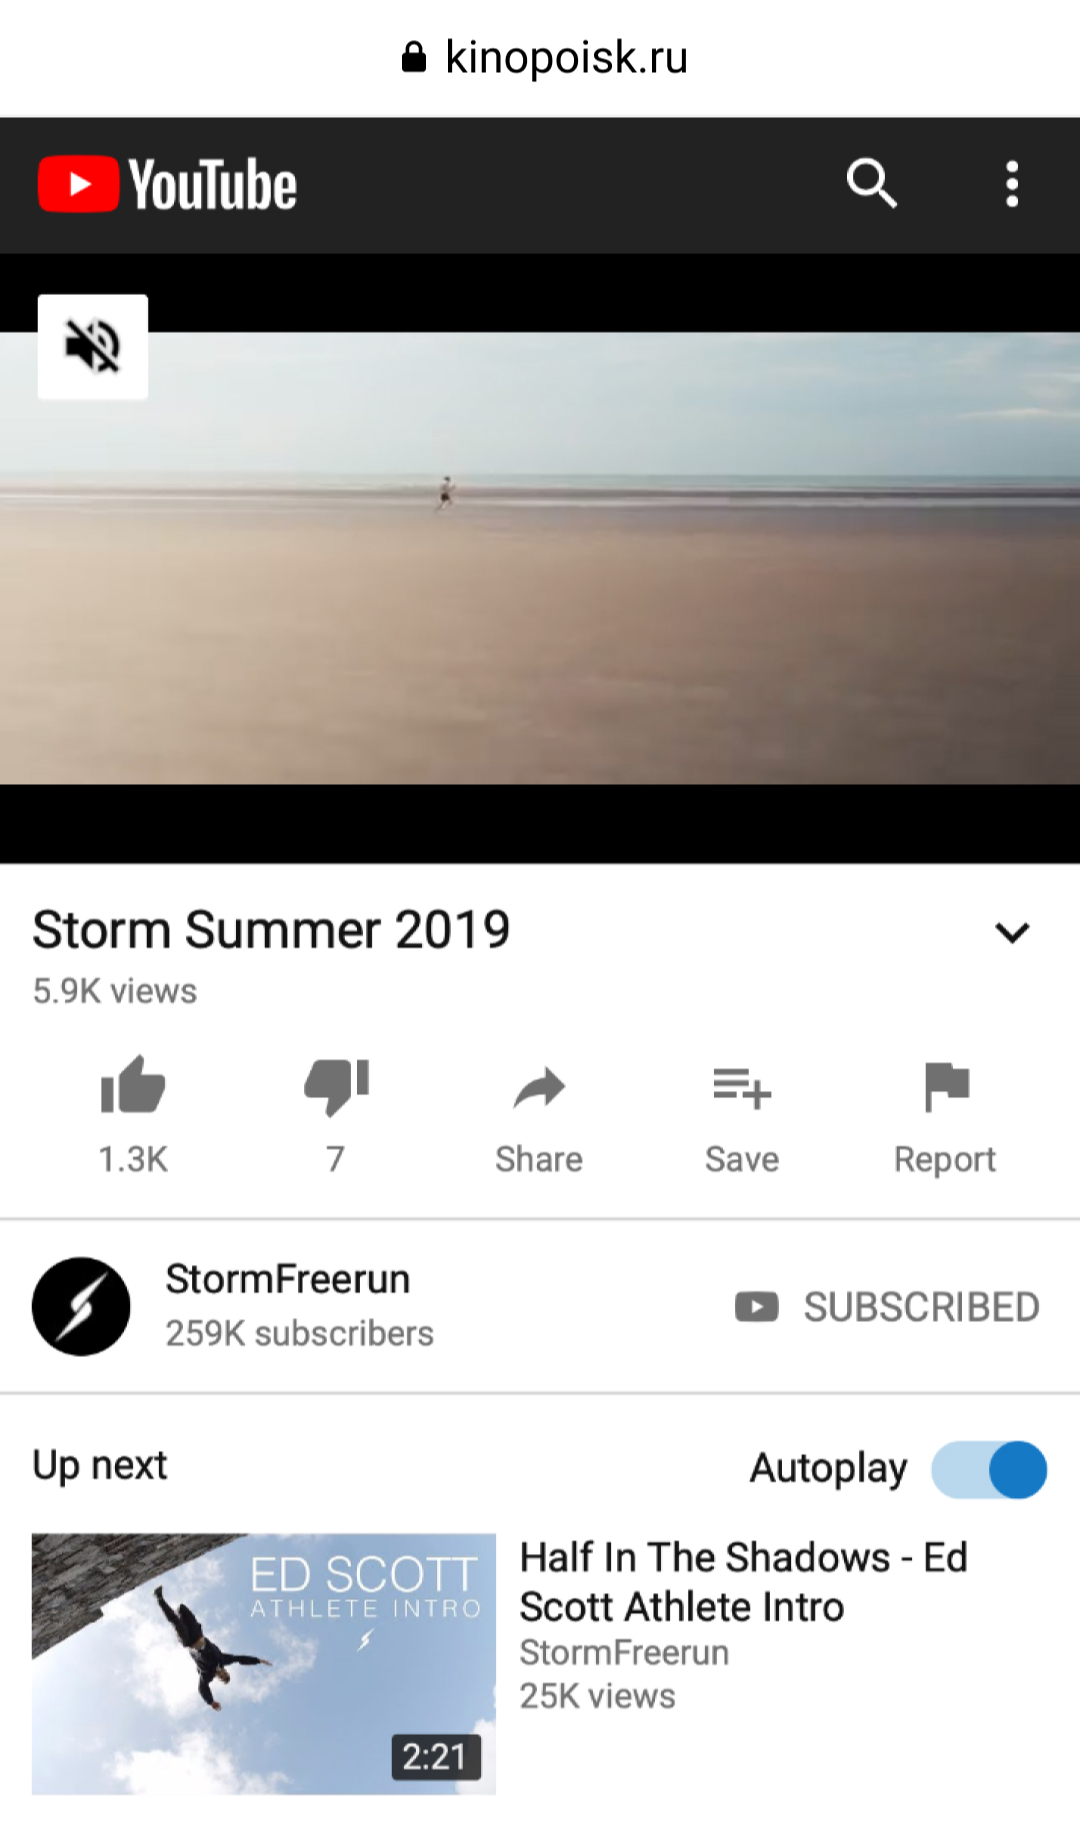 kinopoisk.ru
YouTube
Storm Summer 2019
5.9K views
1.3K
7
Share
Save
Report
StormFreerun
259K subscribers
SUBSCRIBED
Up next
Autoplay
ED SCOTT
ATHLETE INTRO
2:21
Half In The Shadows - Ed
Scott Athlete Intro
StormFreerun
25K views